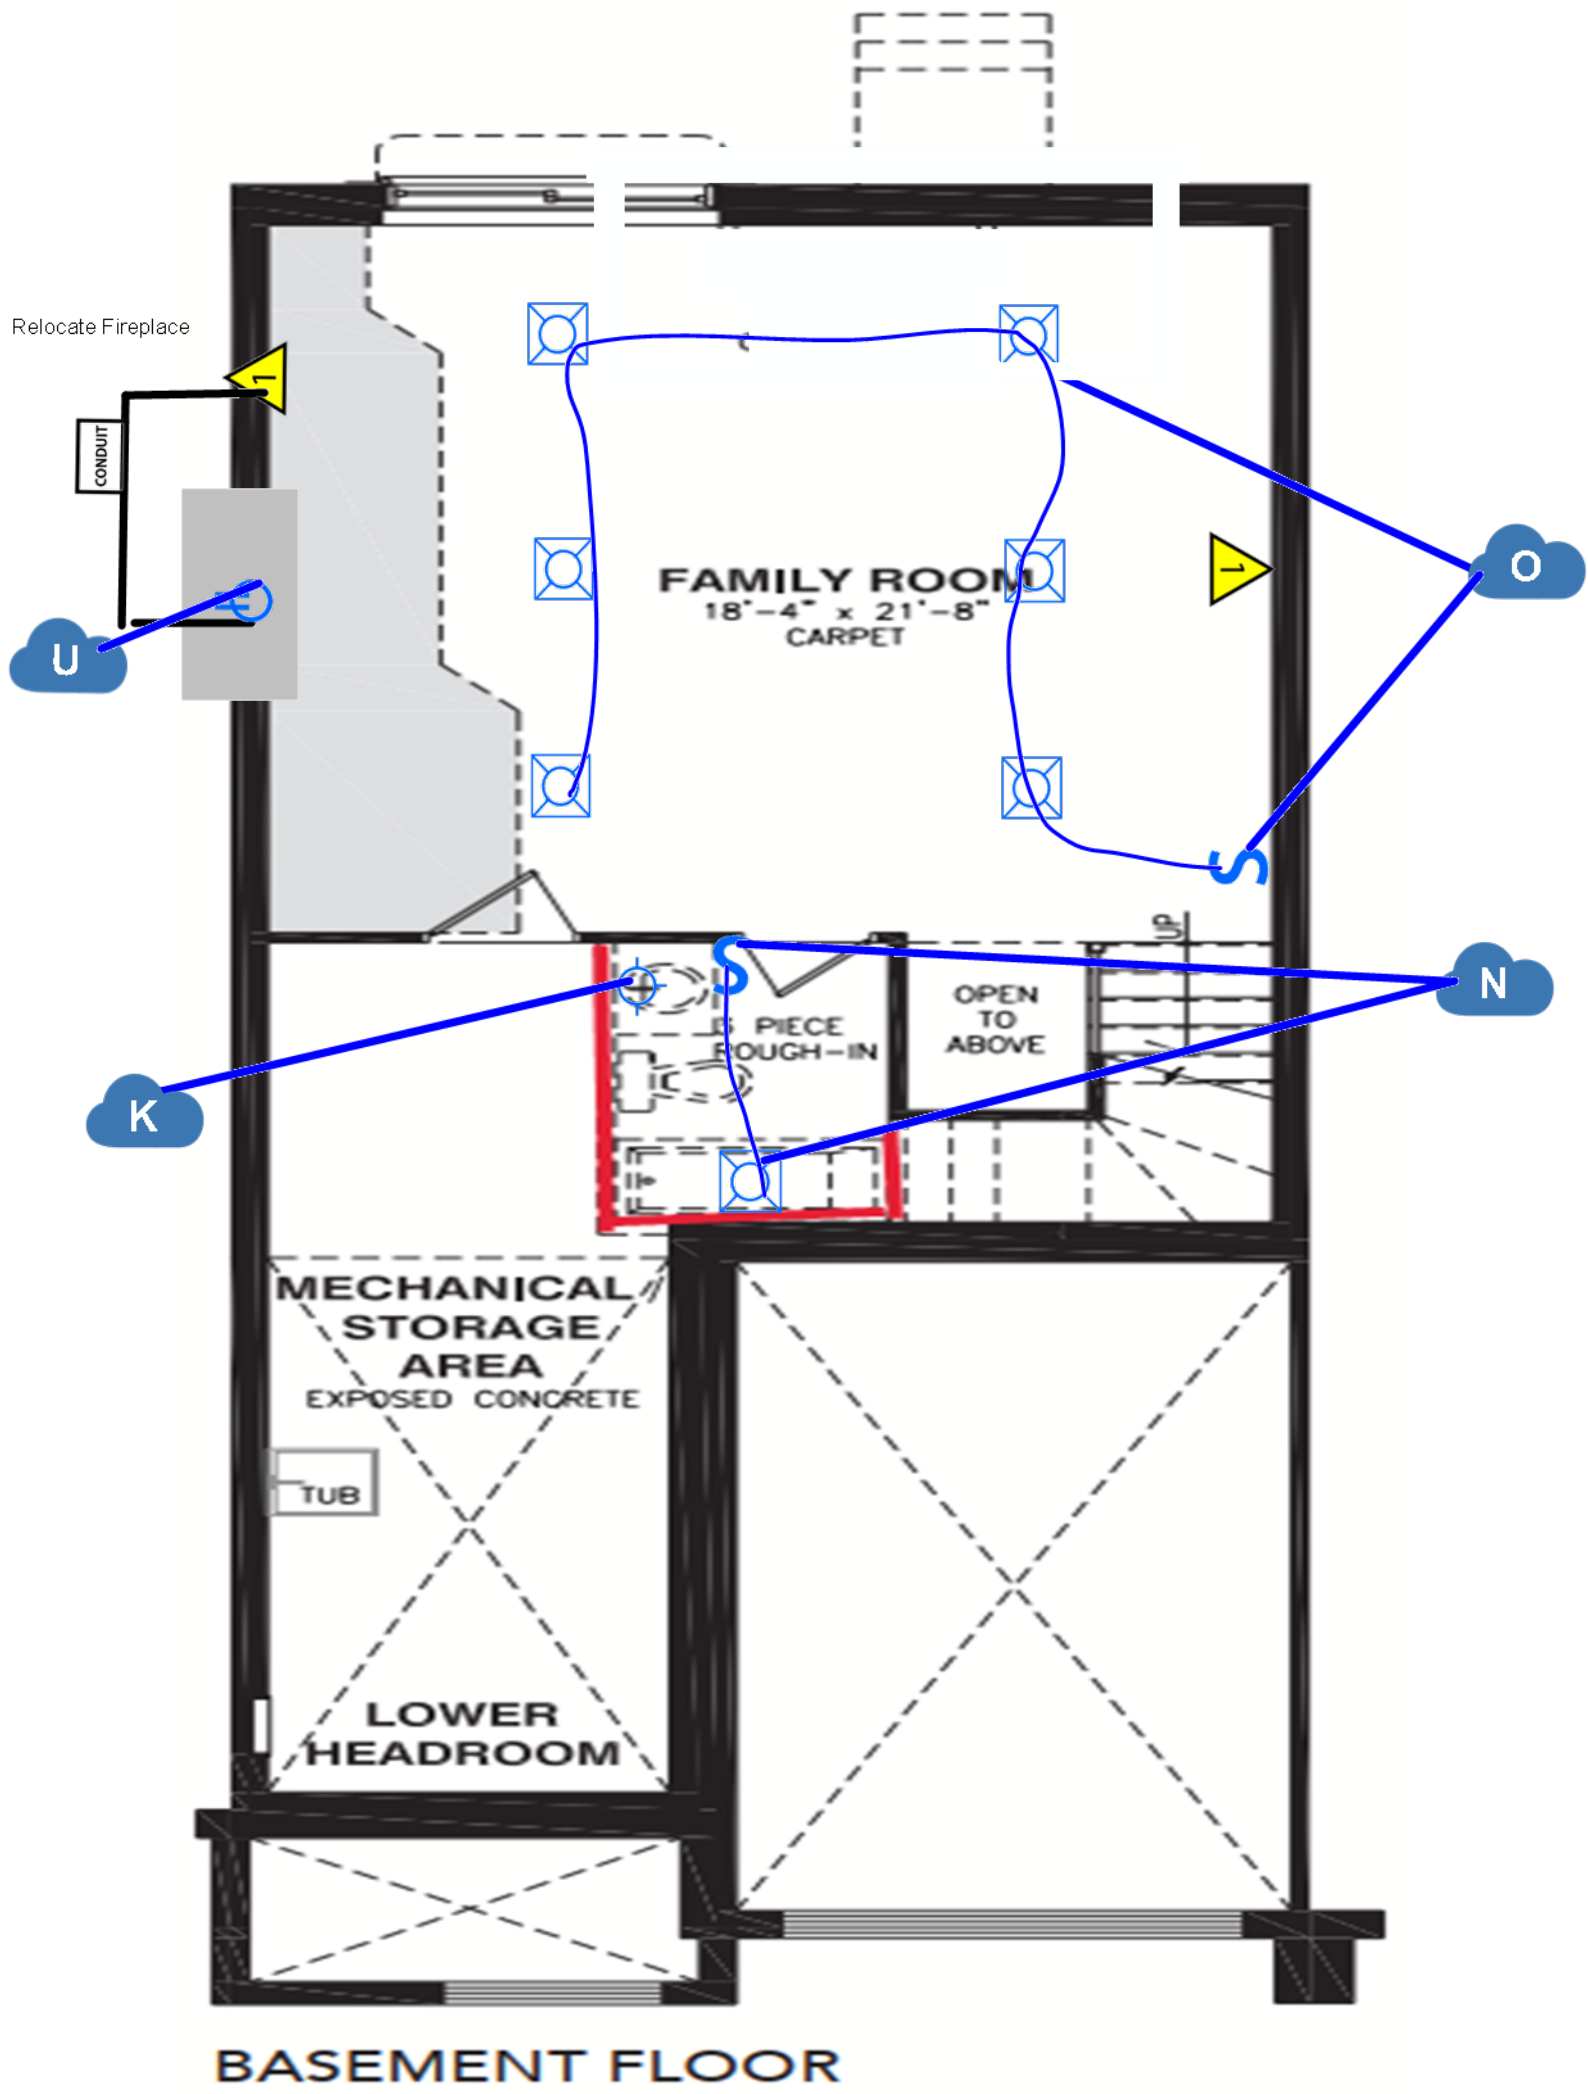 Relocate Fireplace
1
CONDUIT
U
FAMILY ROOM
18'-4" x 21'-8"
CARPET
1
O
S
UP
S
N
3 PIECE
ROUGH-IN
OPEN
TO
ABOVE
K
MECHANICAL
STORAGE
AREA
EXPOSED CONCRETE
TUB
LOWER
HEADROOM
BASEMENT FLOOR